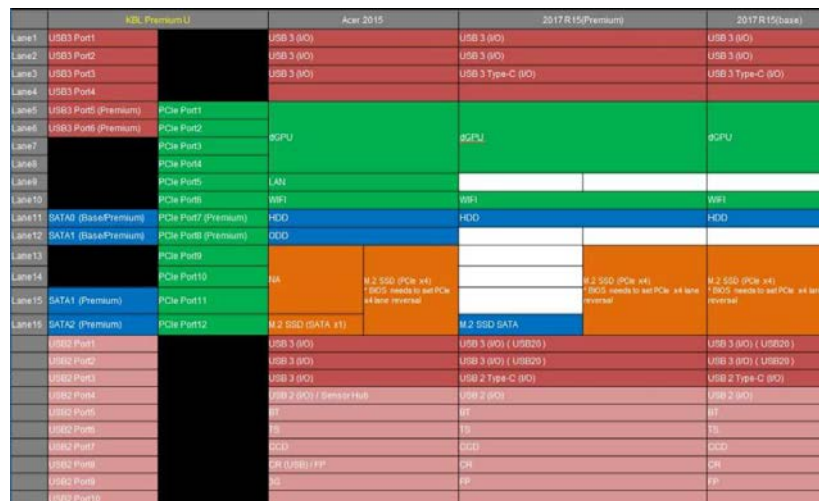 KBL Premium U Acer 2015 2017 R15(Premium) 2017 R15(base)
Lane1 USB3 Port1 USB 3 (I/O) USB 3 (I/O) USB 3 (I/O)
Lane2 USB3 Port2 USB 3 (I/O) USB 3 (I/O) USB 3 (I/O)
Lane3 USB3 Port3 USB 3 (I/O) USB 3 Type-C (I/O) USB 3 Type-C (I/O)
Lane4 USB3 Port4
Lane5 USB3 Port5 (Premium) PCIe Port1
Lane6 USB3 Port6 (Premium) PCIe Port2
dGPU dGPU dGPU
Lane7 PCIe Port3
Lane8 PCIe Port4
Lane9 PCIe Port5 LAN
Lane10 PCIe Port6 WIFI WIFI WIFI
Lane11 SATA0 (Base/Premium) PCIe Port7 (Premium) HDD HDD HDD
Lane12 SATA1 (Base/Premium) PCIe Port8 (Premium) ODD
Lane13 PCIe Port9
Lane14 PCIe Port10 NA M.2 SSD (PCIe x4) M.2 SSD (PCIe x4) M.2 SSD (PCIe x4)
* BIOS needs to set PCIe * BIOS needs to set PCIe x4 lane * BIOS needs to set PCIe x4 lane
x4 lane reversal reversal reversal
Lane15 SATA1 (Premium) PCIe Port11
Lane16 SATA2 (Premium) PCIe Port12 M.2 SSD (SATA x1) M.2 SSD SATA
USB2 Port1 USB 3 (I/O) USB 3 (I/O) ( USB20 ) USB 3 (I/O) ( USB20 )
USB2 Port2 USB 3 (I/O) USB 3 (I/O) ( USB20 ) USB 3 (I/O) ( USB20 )
USB2 Port3 USB 3 (I/O) USB 2 Type-C (I/O) USB 2 Type-C (I/O)
USB2 Port4 USB 2 (I/O) / SensorHub USB 2 (I/O) USB 2 (I/O)
USB2 Port5 BT BT BT
USB2 Port6 TS TS TS
USB2 Port7 CCD CCD CCD
USB2 Port8 CR (USB) / FP CR CR
USB2 Port9 3G FP FP
USB2 Port10